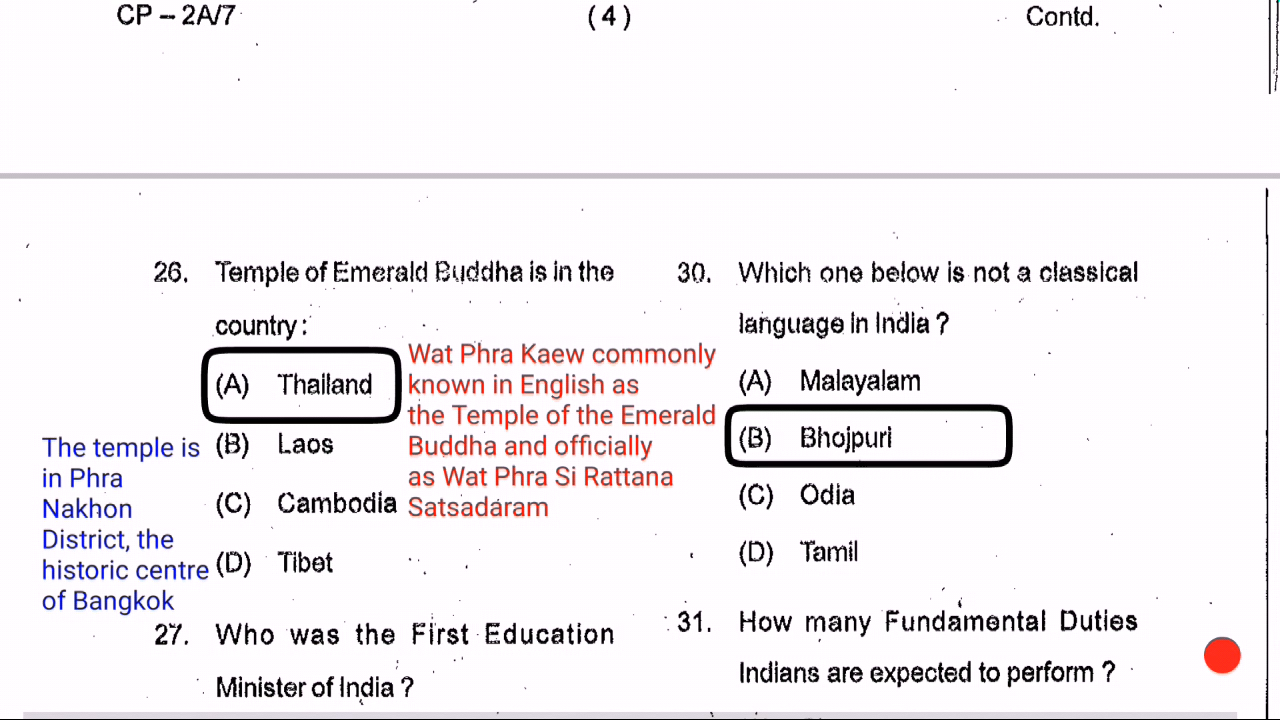 CP – 2A/7 (4) Contd.
26. Temple of Emerald Buddha is in the
country :
(A) Thailand
(B) Laos
(C) Cambodia
(D) Tibet
Wat Phra Kaew commonly
known in English as
the Temple of the Emerald
Buddha and officially
as Wat Phra Si Rattana
Satsadaram
The temple is
in Phra
Nakhon
District, the
historic centre
of Bangkok
27. Who was the First Education
Minister of India ?
30. Which one below is not a classical
language in India ?
(A) Malayalam
(B) Bhojpuri
(C) Odia
(D) Tamil
31. How many Fundamental Duties
Indians are expected to perform ?